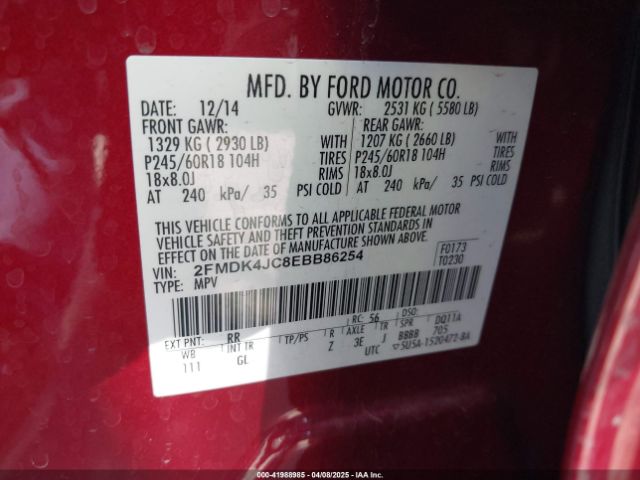 MFD. BY FORD MOTOR CO.
DATE: 12/14 GVWR: 2531 KG ( 5580 LB)
FRONT GAWR: REAR GAWR:
1329 KG ( 2930 LB) WITH 1207 KG ( 2660 LB) WITH
P245/60R18 104H TIRES P245/60R18 104H TIRES
18x8.0J RIMS 18x8.0J RIMS
AT 240 kPa/ 35 PSI COLD AT 240 kPa/ 35 PSI COLD
THIS VEHICLE CONFORMS TO ALL APPLICABLE FEDERAL MOTOR
VEHICLE SAFETY AND THEFT PREVENTION STANDARDS IN
EFFECT ON THE DATE OF MANUFACTURE SHOWN ABOVE.
VIN: 2FMDK4JC8EBB86254 F0173
TYPE: MPV T0230
EXT PNT: RR RC: 56 DSO:
WB INT TR TP/PS R AXLE TR SPR DQ11A
111 GL Z 3E J BBBB 705
UTC 5U5A-1520472-BA
000-41988985 04/08/2025 IAA Inc.